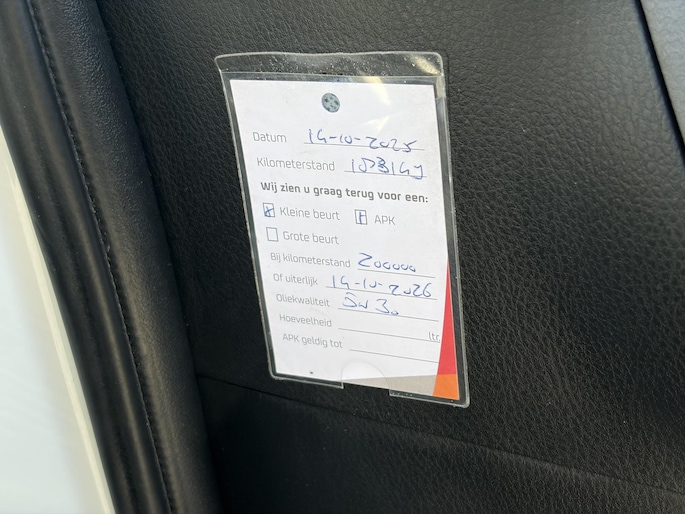 Datum 14-10-2025
Kilometerstand
Wij zien u graag terug voor een:
Kleine beurt APK
Grote beurt
Bij kilometerstand 200000
Of uiterlijk 14-10-2026
Oliekwaliteit 5w30
Hoeveelheid ltr.
APK geldig tot